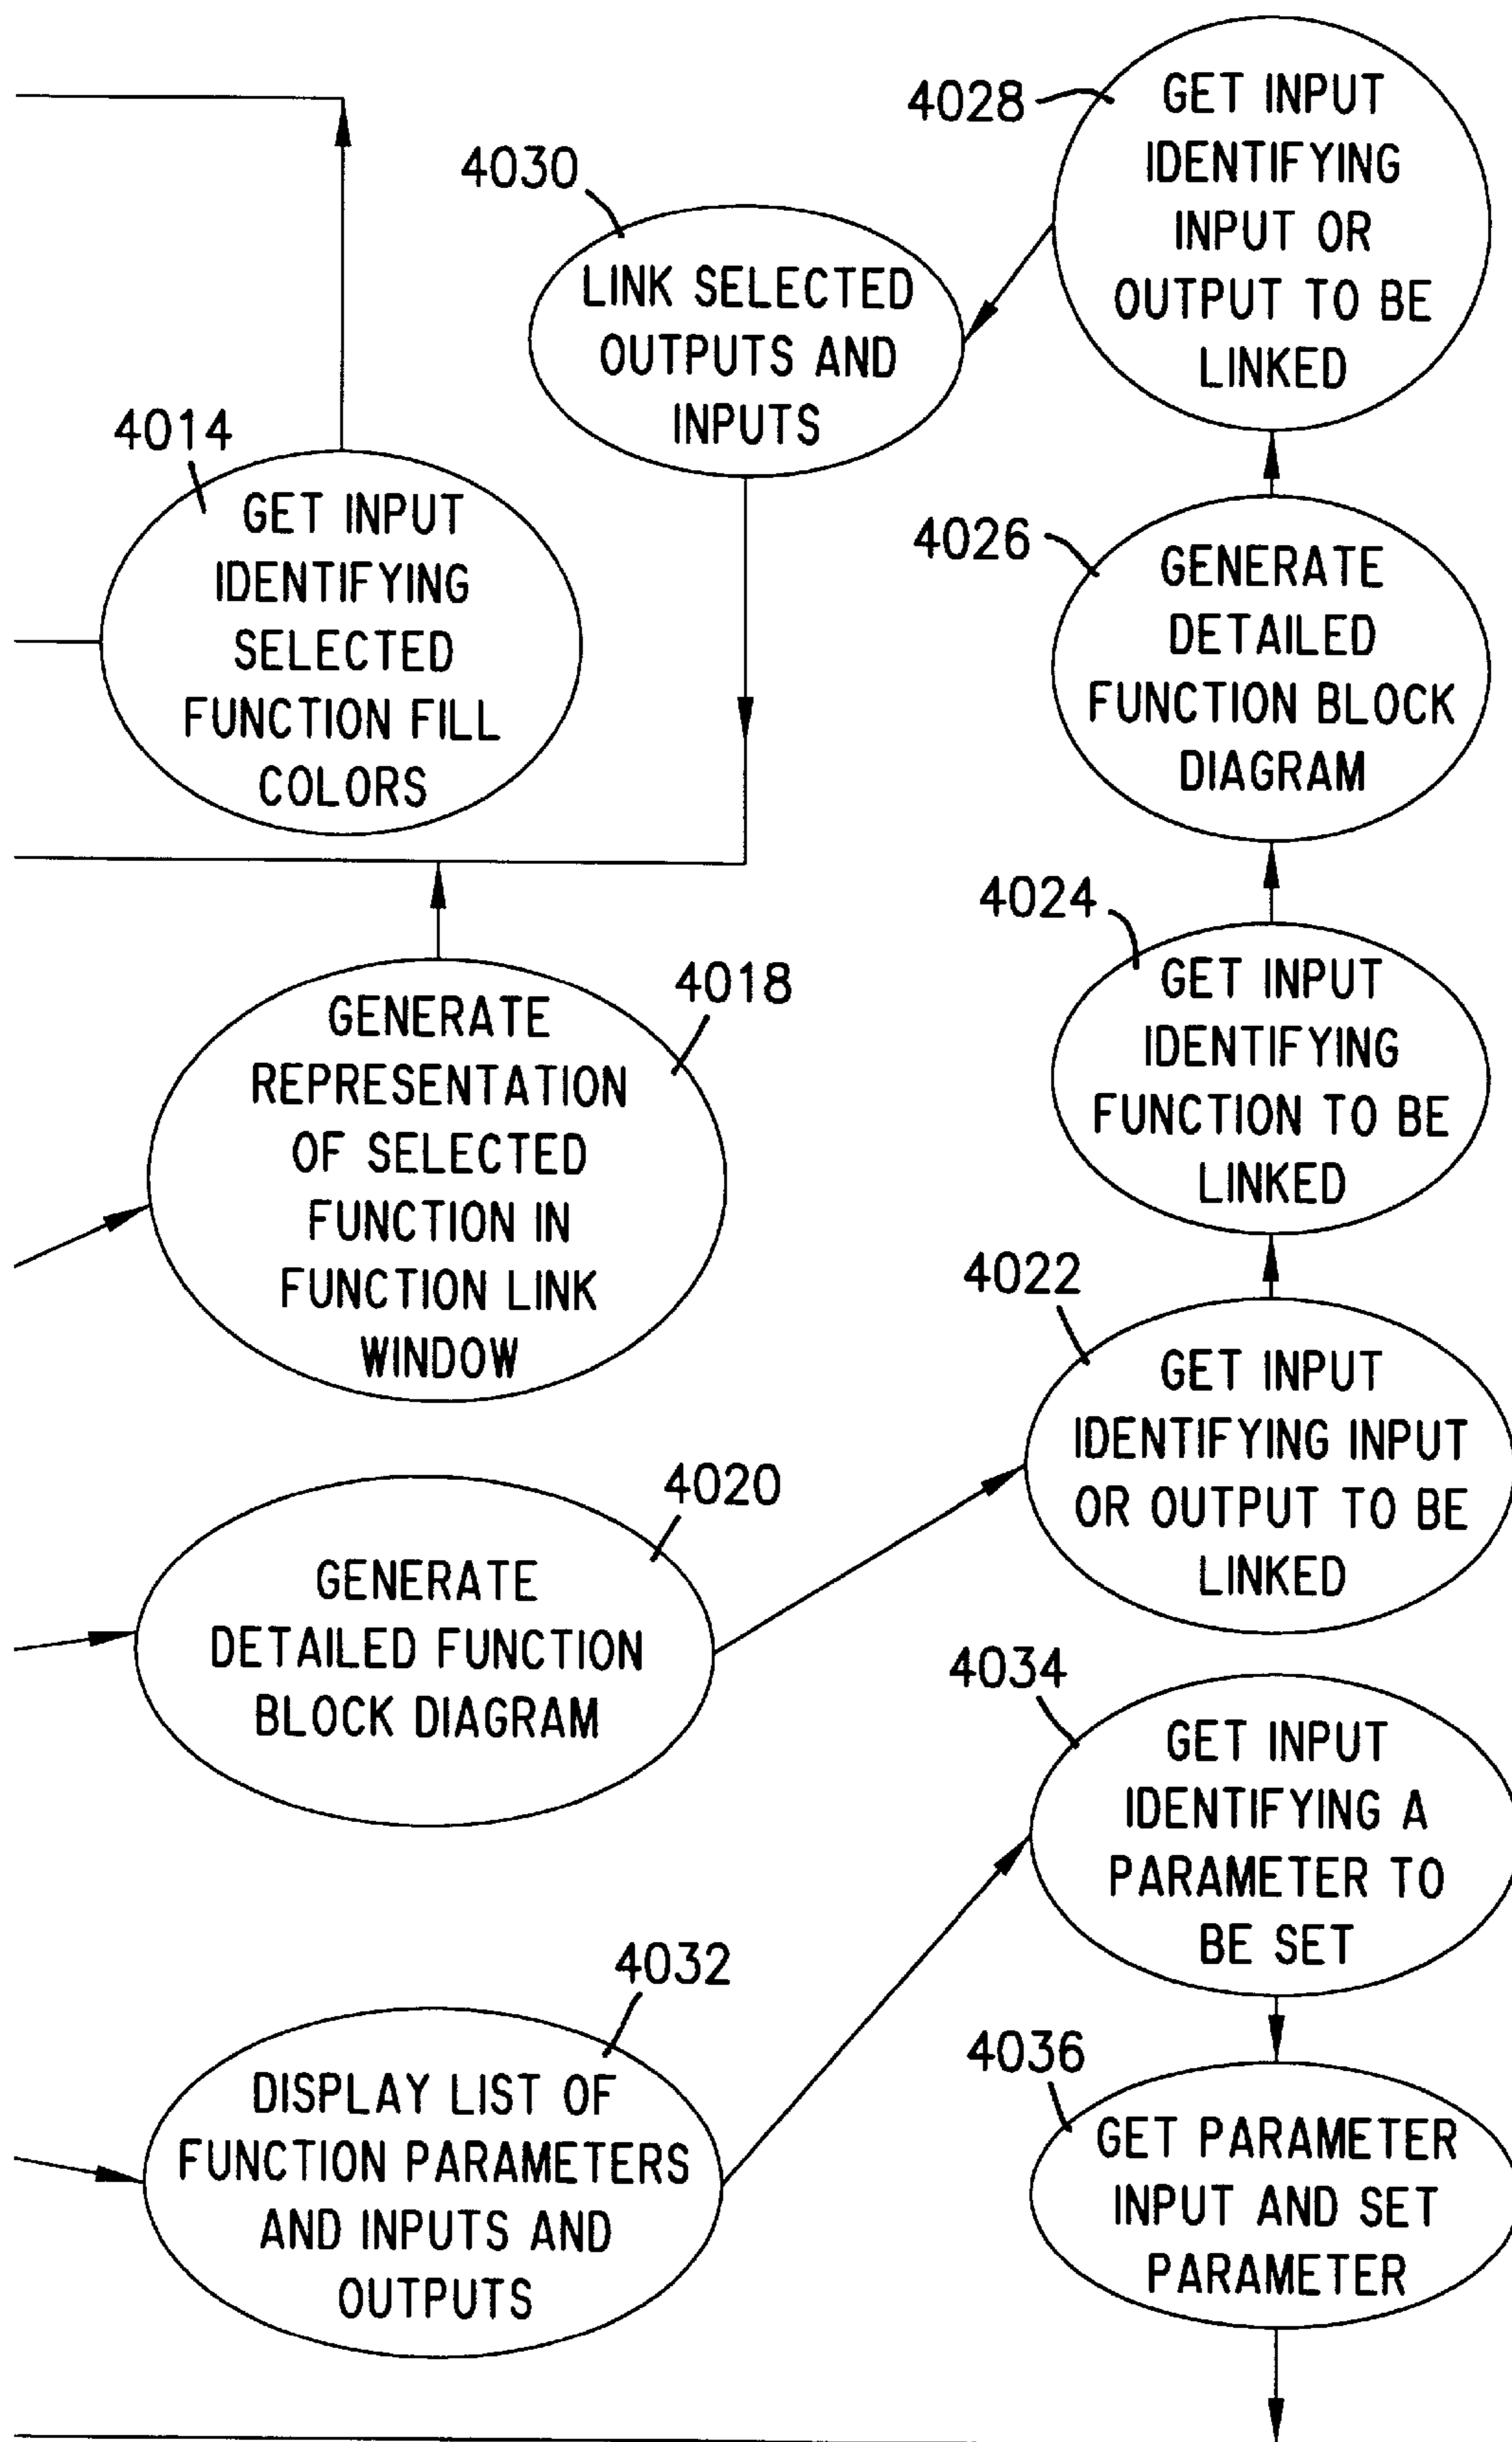 4028
GET INPUT
IDENTIFYING
INPUT OR
OUTPUT TO BE
LINKED
4030
LINK SELECTED
OUTPUTS AND
INPUTS
4014
GET INPUT
IDENTIFYING
SELECTED
FUNCTION FILL
COLORS
4026
GENERATE
DETAILED
FUNCTION BLOCK
DIAGRAM
4024
GET INPUT
IDENTIFYING
FUNCTION TO BE
LINKED
4018
GENERATE
REPRESENTATION
OF SELECTED
FUNCTION IN
FUNCTION LINK
WINDOW
4022
GET INPUT
IDENTIFYING INPUT
OR OUTPUT TO BE
LINKED
4020
GENERATE
DETAILED FUNCTION
BLOCK DIAGRAM
4034
GET INPUT
IDENTIFYING A
PARAMETER TO
BE SET
4032
DISPLAY LIST OF
FUNCTION PARAMETERS
AND INPUTS AND
OUTPUTS
4036
GET PARAMETER
INPUT AND SET
PARAMETER